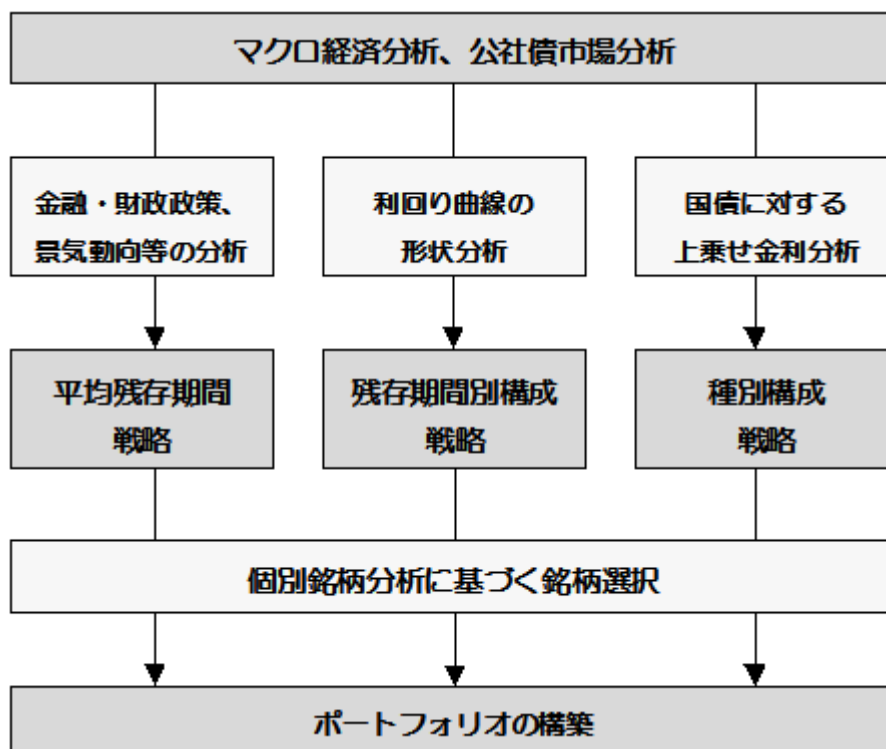 マクロ経済分析、公社債市場分析
金融・財政政策、
景気動向等の分析
利回り曲線の
形状分析
国債に対する
上乗せ金利分析
平均残存期間
戦略
残存期間別構成
戦略
種別構成
戦略
個別銘柄分析に基づく銘柄選択
ポートフォリオの構築